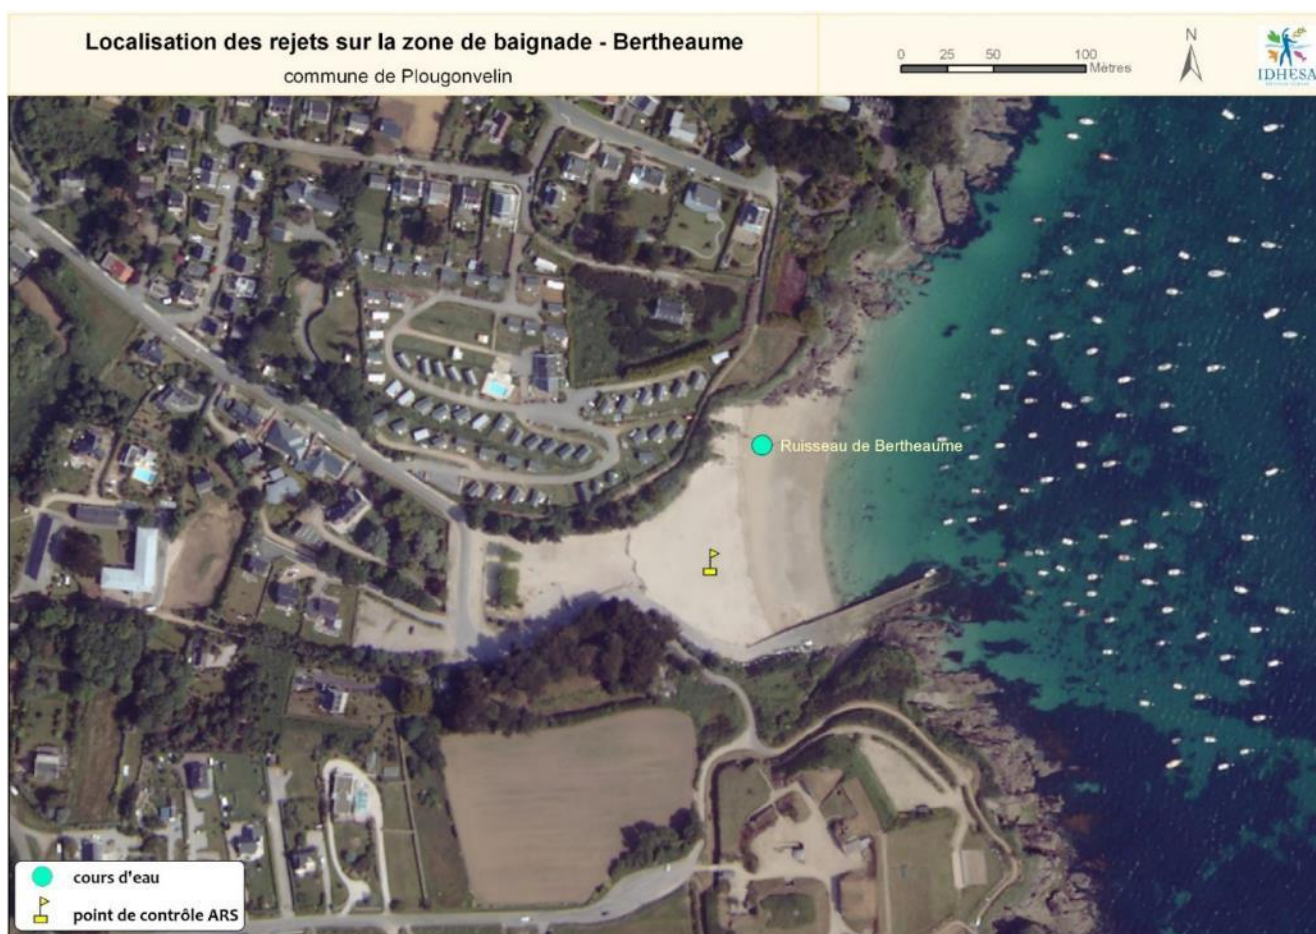 Localisation des rejets sur la zone de baignade - Bertheaume
commune de Plougonvelin
0 25 50 100
Mètres
N
IDHESA
Ruisseau de Bertheaume
cours d'eau
point de contrôle ARS